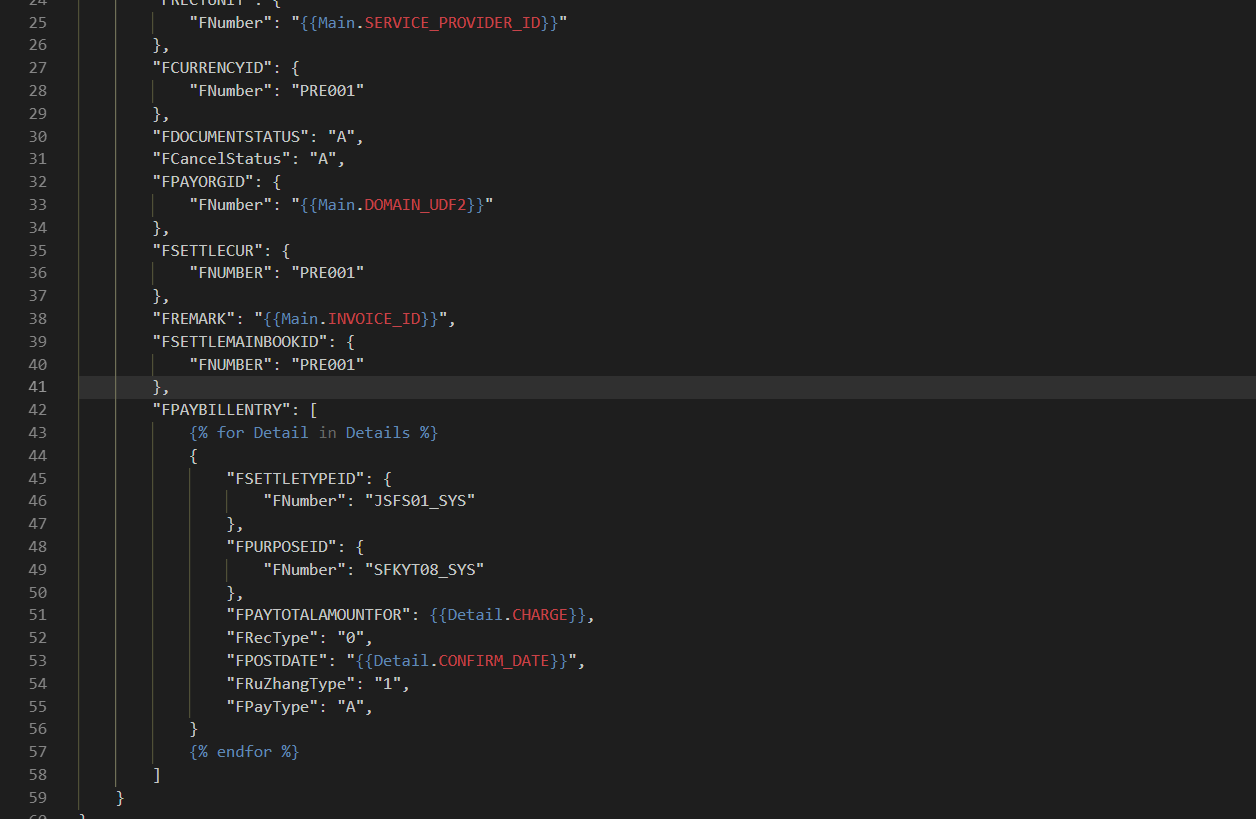 24 "FRECTUNIT": {
25 "FNumber": "{{Main.SERVICE_PROVIDER_ID}}"
26 },
27 "FCURRENCYID": {
28 "FNumber": "PRE001"
29 },
30 "FDOCUMENTSTATUS": "A",
31 "FCancelStatus": "A",
32 "FPAYORGID": {
33 "FNumber": "{{Main.DOMAIN_UDF2}}"
34 },
35 "FSETTLECUR": {
36 "FNUMBER": "PRE001"
37 },
38 "FREMARK": "{{Main.INVOICE_ID}}",
39 "FSETTLEMAINBOOKID": {
40 "FNUMBER": "PRE001"
41 },
42 "FPAYBILLENTRY": [
43 {% for Detail in Details %}
44 {
45 "FSETTLETYPEID": {
46 "FNumber": "JSFS01_SYS"
47 },
48 "FPURPOSEID": {
49 "FNumber": "SFKYT08_SYS"
50 },
51 "FPAYTOTALAMOUNTFOR": {{Detail.CHARGE}},
52 "FRecType": "0",
53 "FPOSTDATE": "{{Detail.CONFIRM_DATE}}",
54 "FRuZhangType": "1",
55 "FPayType": "A",
56 }
57 {% endfor %}
58 ]
59 }